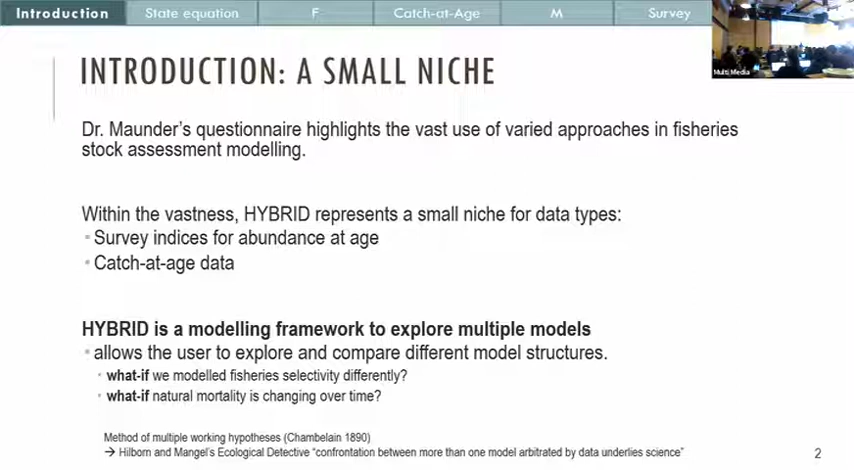 Introduction
State equation
F
Catch-at-Age
M
Survey
Multi Media
INTRODUCTION: A SMALL NICHE
Dr. Maunder's questionnaire highlights the vast use of varied approaches in fisheries
stock assessment modelling.
Within the vastness, HYBRID represents a small niche for data types:
Survey indices for abundance at age
Catch-at-age data
HYBRID is a modelling framework to explore multiple models
allows the user to explore and compare different model structures.
what-if we modelled fisheries selectivity differently?
what-if natural mortality is changing over time?
Method of multiple working hypotheses (Chambelain 1890)
→ Hilborn and Mangel's Ecological Detective “confrontation between more than one model arbitrated by data underlies science”
2